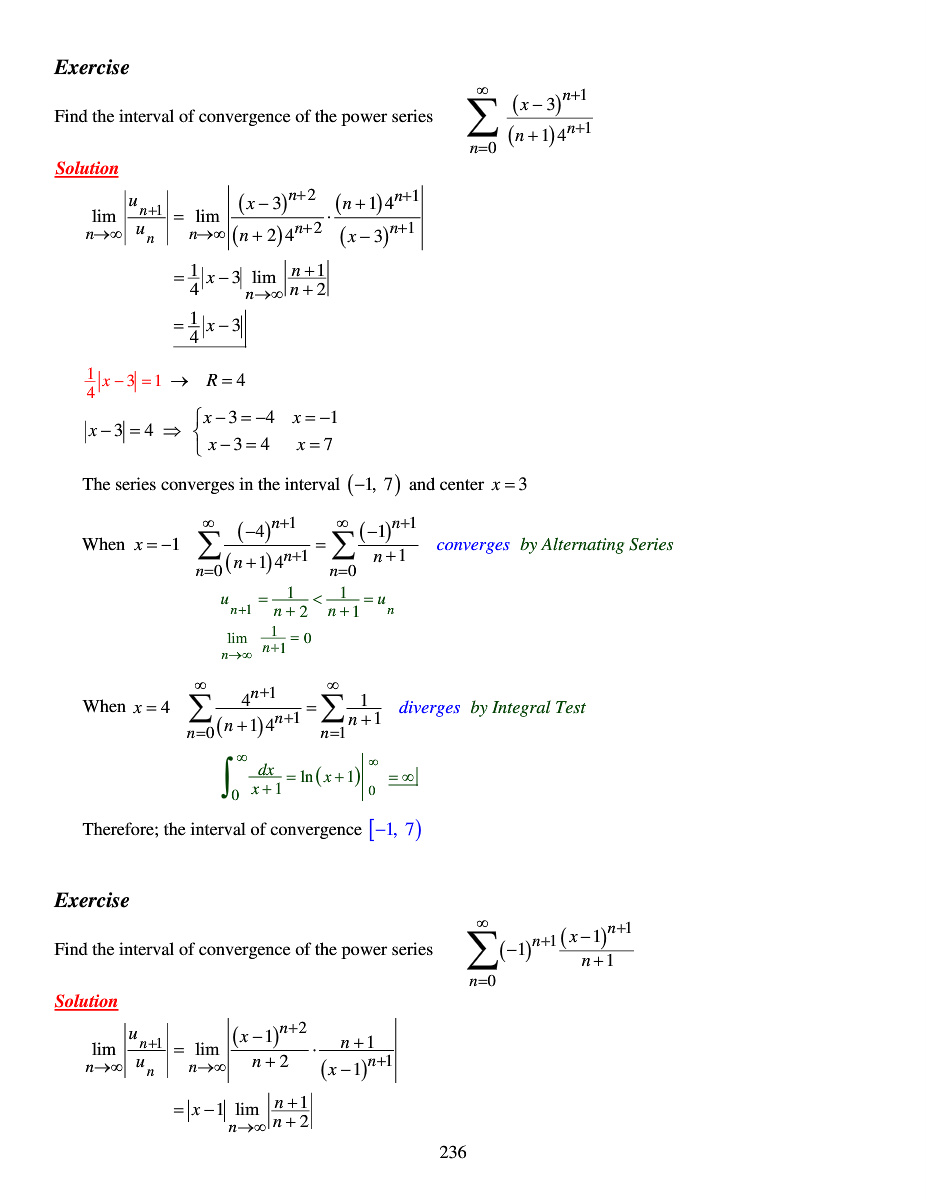 Exercise
Find the interval of convergence of the power series $\sum_{n=0}^{\infty} \frac{(x-3)^{n+1}}{(n+1)4^{n+1}}$
Solution
$\lim_{n\to\infty} \left|\frac{u_{n+1}}{u_n}\right| = \lim_{n\to\infty} \left|\frac{(x-3)^{n+2}}{(n+2)4^{n+2}} \cdot \frac{(n+1)4^{n+1}}{(x-3)^{n+1}}\right|$
$= \frac{1}{4}|x-3| \lim_{n\to\infty} \left|\frac{n+1}{n+2}\right|$
$= \frac{1}{4}|x-3|$
$\frac{1}{4}|x-3| = 1 \to R = 4$
$|x-3| = 4 \Rightarrow \begin{cases} x-3=-4 & x=-1 \\ x-3=4 & x=7 \end{cases}$
The series converges in the interval $(-1, 7)$ and center $x = 3$
When $x = -1$ $\sum_{n=0}^{\infty} \frac{(-4)^{n+1}}{(n+1)4^{n+1}} = \sum_{n=0}^{\infty} \frac{(-1)^{n+1}}{n+1}$ converges by Alternating Series
$u_{n+1} = \frac{1}{n+2} < \frac{1}{n+1} = u_n$
$\lim_{n\to\infty} \frac{1}{n+1} = 0$
When $x = 4$ $\sum_{n=0}^{\infty} \frac{4^{n+1}}{(n+1)4^{n+1}} = \sum_{n=1}^{\infty} \frac{1}{n+1}$ diverges by Integral Test
$\int_0^{\infty} \frac{dx}{x+1} = \ln(x+1)\Big|_0^{\infty} = \infty$
Therefore; the interval of convergence $[-1, 7)$
Exercise
Find the interval of convergence of the power series $\sum_{n=0}^{\infty} (-1)^{n+1} \frac{(x-1)^{n+1}}{n+1}$
Solution
$\lim_{n\to\infty} \left|\frac{u_{n+1}}{u_n}\right| = \lim_{n\to\infty} \left|\frac{(x-1)^{n+2}}{n+2} \cdot \frac{n+1}{(x-1)^{n+1}}\right|$
$= |x-1| \lim_{n\to\infty} \left|\frac{n+1}{n+2}\right|$
236